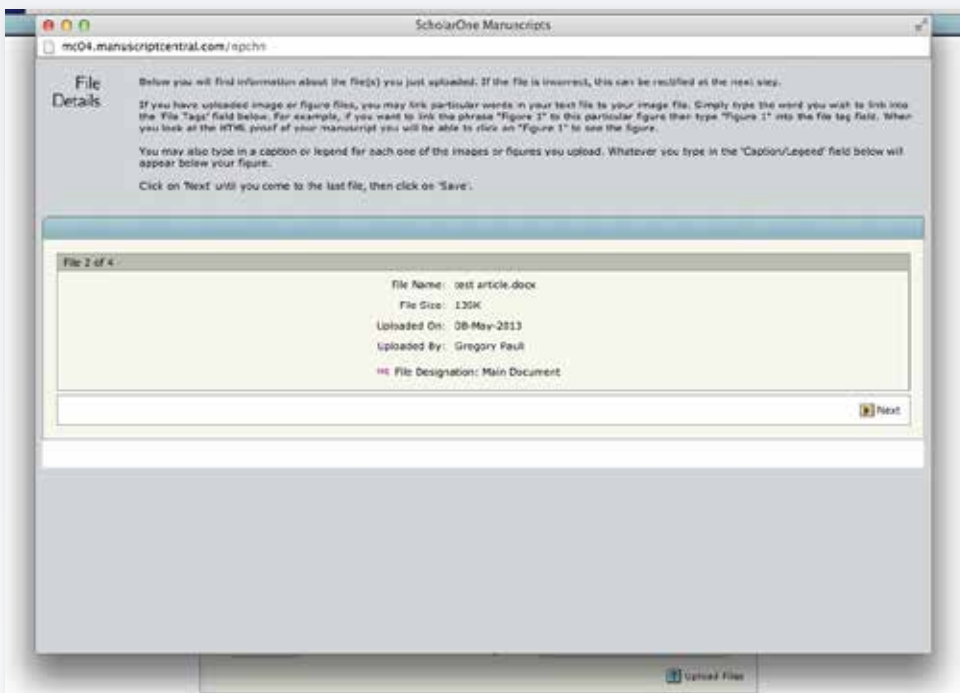 ScholarOne Manuscripts
mc04.manuscriptcentral.com/opchn
File
Details
Below you will find information about the file(s) you just uploaded. If the file is incorrect, this can be rectified at the next step.
If you have uploaded image or figure files, you may link particular words in your text file to your image file. Simply type the word you wish to link into
the 'File Tags' field below. For example, if you want to link the phrase "Figure 1" to this particular figure then type "Figure 1" into the file tag field. When
you look at the HTML proof of your manuscript you will be able to click on "Figure 1" to see the figure.
You may also type in a caption or legend for each one of the images or figures you upload. Whatever you type in the 'Caption/Legend' field below will
appear below your figure.
Click on 'Next' until you come to the last file, then click on 'Save'.
File 2 of 4
File Name: test article.docx
File Size: 130K
Uploaded On: 08-May-2013
Uploaded By: Gregory Pauli
File Designation: Main Document
Next
Upload Files